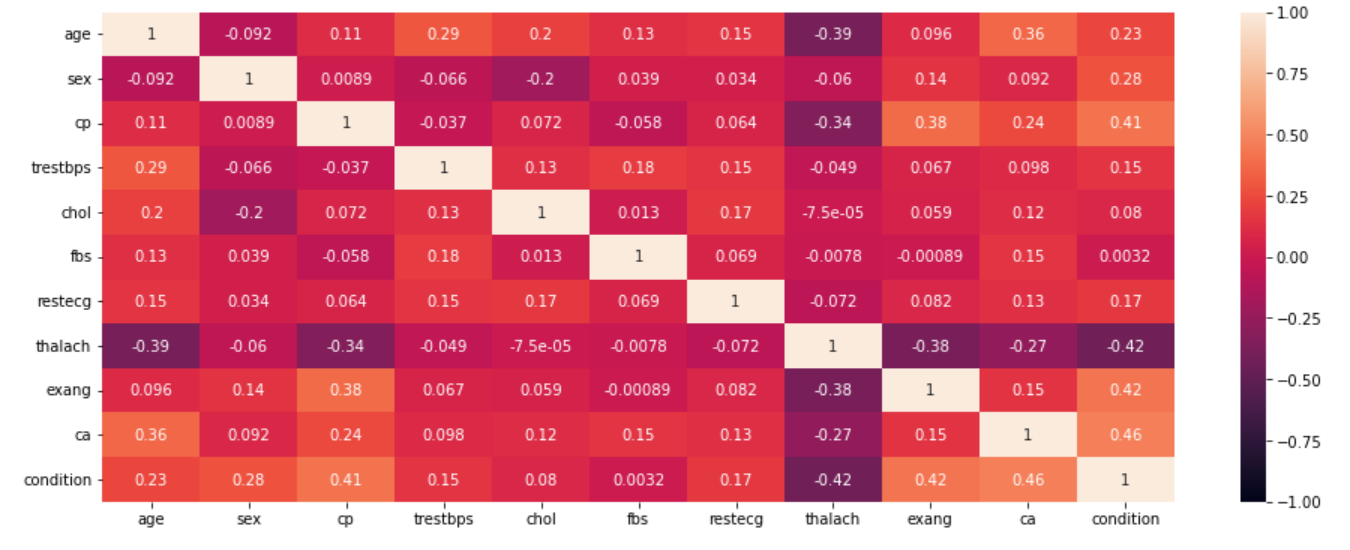 age 1 -0.092 0.11 0.29 0.2 0.13 0.15 -0.39 0.096 0.36 0.23
sex -0.092 1 0.0089 -0.066 -0.2 0.039 0.034 -0.06 0.14 0.092 0.28
cp 0.11 0.0089 1 -0.037 0.072 -0.058 0.064 -0.34 0.38 0.24 0.41
trestbps 0.29 -0.066 -0.037 1 0.13 0.18 0.15 -0.049 0.067 0.098 0.15
chol 0.2 -0.2 0.072 0.13 1 0.013 0.17 -7.5e-05 0.059 0.12 0.08
fbs 0.13 0.039 -0.058 0.18 0.013 1 0.069 -0.0078 -0.00089 0.15 0.0032
restecg 0.15 0.034 0.064 0.15 0.17 0.069 1 -0.072 0.082 0.13 0.17
thalach -0.39 -0.06 -0.34 -0.049 -7.5e-05 -0.0078 -0.072 1 -0.38 -0.27 -0.42
exang 0.096 0.14 0.38 0.067 0.059 -0.00089 0.082 -0.38 1 0.15 0.42
ca 0.36 0.092 0.24 0.098 0.12 0.15 0.13 -0.27 0.15 1 0.46
condition 0.23 0.28 0.41 0.15 0.08 0.0032 0.17 -0.42 0.42 0.46 1
age sex cp trestbps chol fbs restecg thalach exang ca condition
1.00
0.75
0.50
0.25
0.00
−0.25
−0.50
−0.75
−1.00